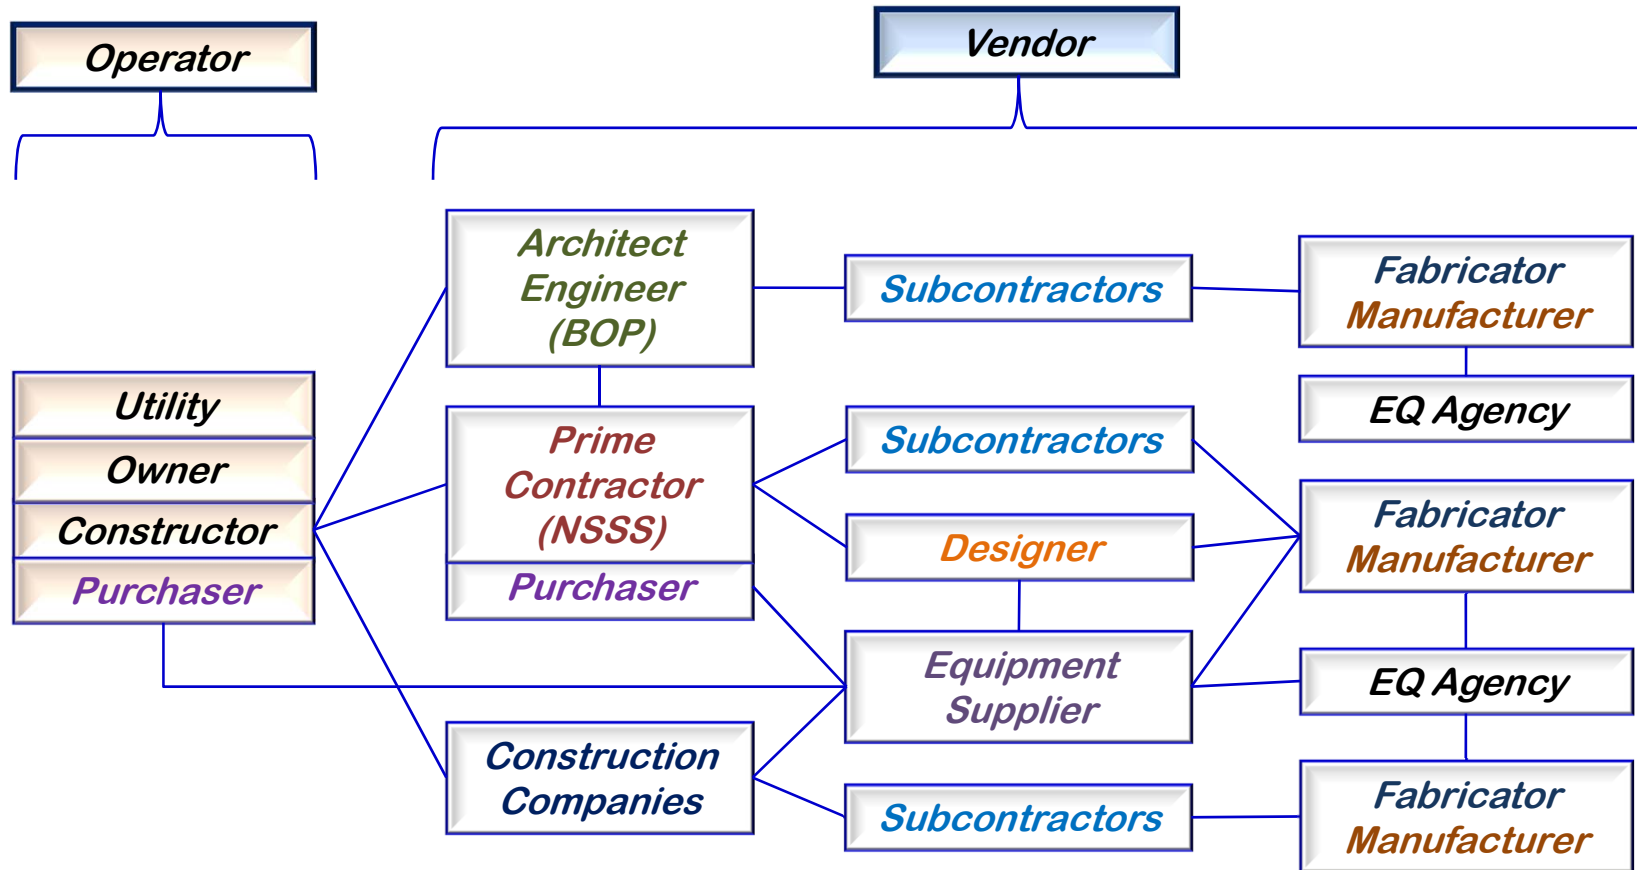 Operator
Vendor
Architect
Engineer
(BOP)
Subcontractors
Fabricator
Manufacturer
EQ Agency
Utility
Owner
Constructor
Purchaser
Prime
Contractor
(NSSS)
Purchaser
Subcontractors
Designer
Fabricator
Manufacturer
Equipment
Supplier
EQ Agency
Construction
Companies
Subcontractors
Fabricator
Manufacturer